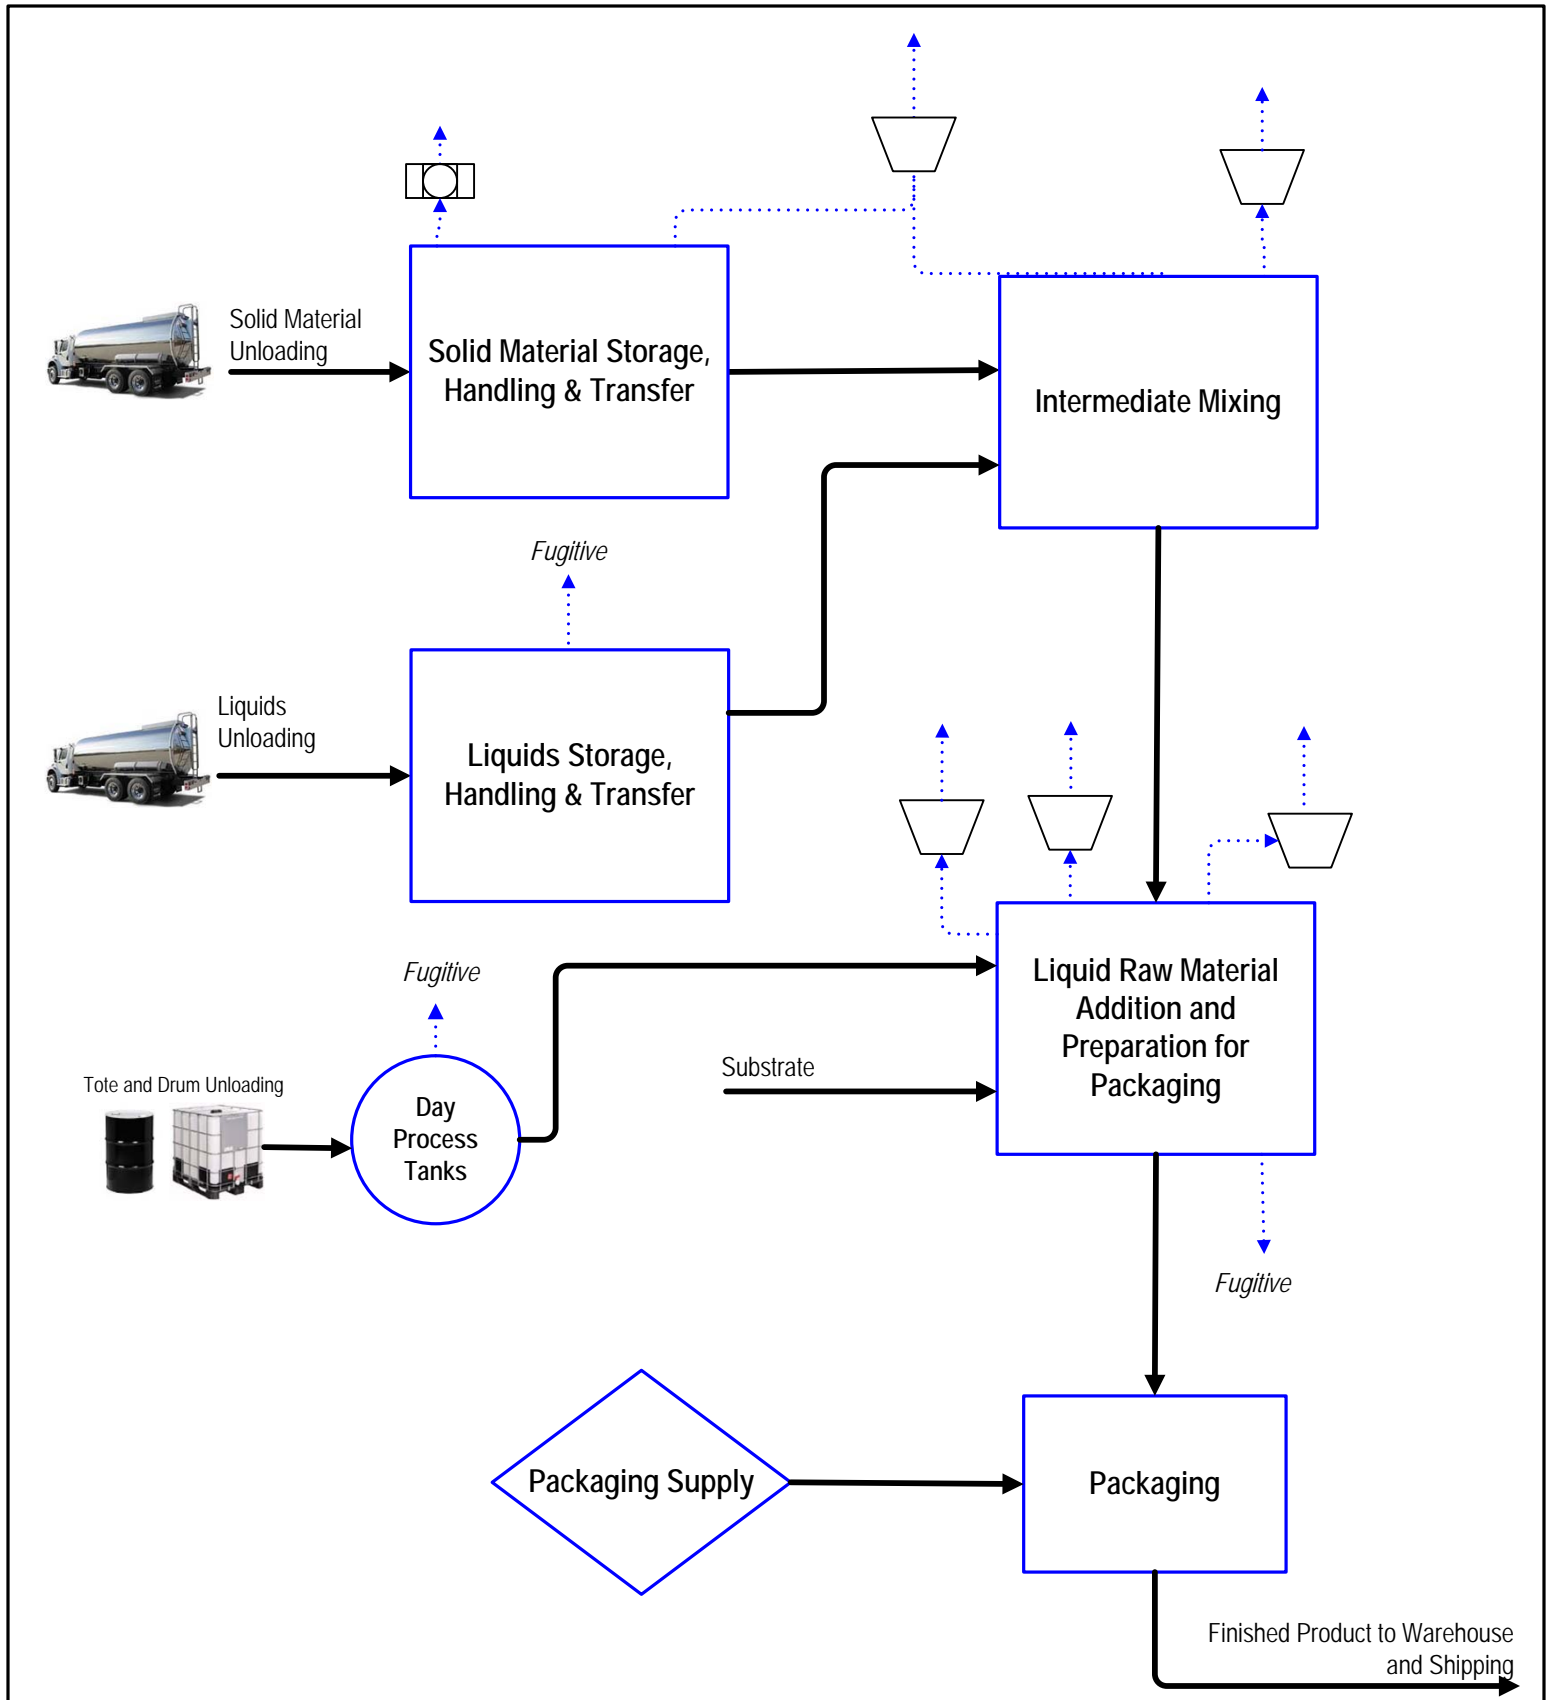 Solid Material
Unloading
Solid Material Storage,
Handling & Transfer
Intermediate Mixing
Fugitive
Liquids
Unloading
Liquids Storage,
Handling & Transfer
Fugitive
Liquid Raw Material
Addition and
Preparation for
Packaging
Substrate
Tote and Drum Unloading
Day
Process
Tanks
Fugitive
Packaging Supply
Packaging
Finished Product to Warehouse
and Shipping